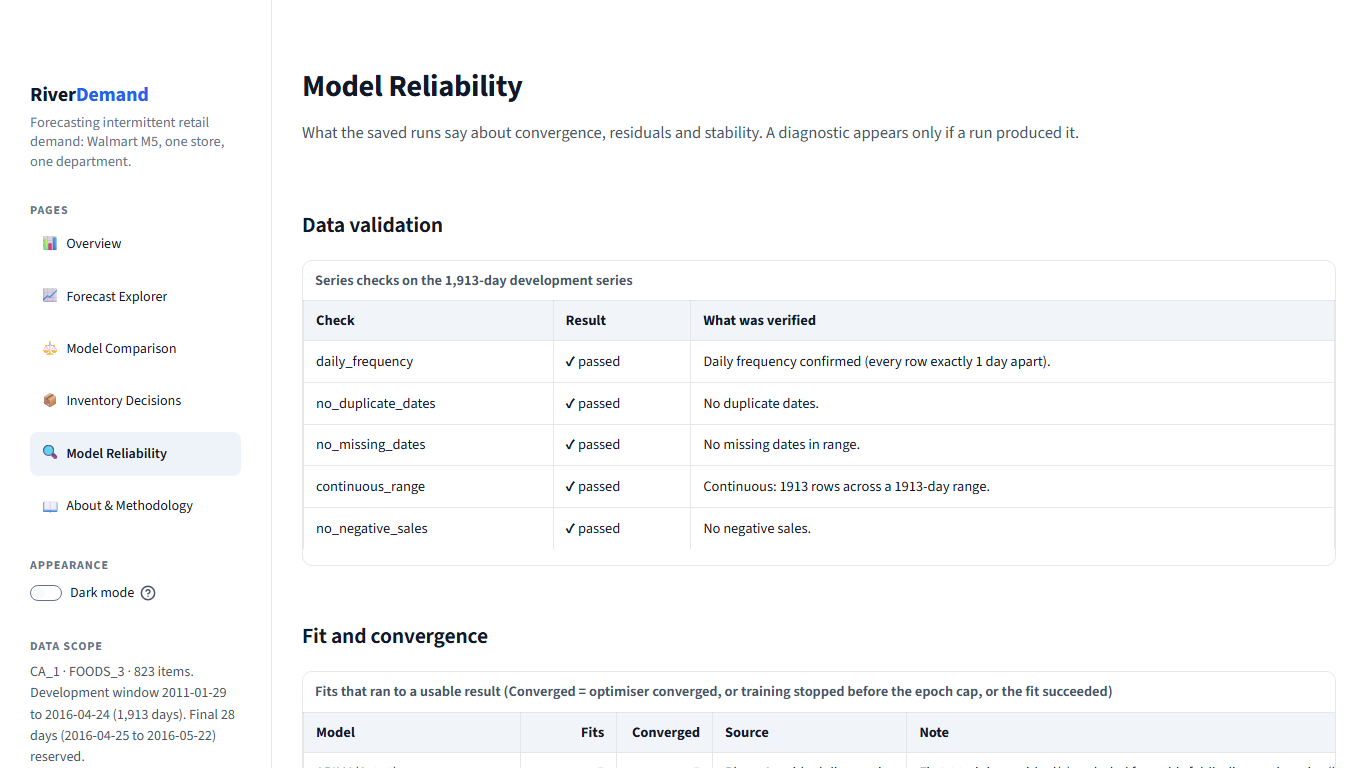 RiverDemand
Forecasting intermittent retail
demand: Walmart M5, one store,
one department.
PAGES
Overview
Forecast Explorer
Model Comparison
Inventory Decisions
Model Reliability
About & Methodology
APPEARANCE
Dark mode
DATA SCOPE
CA_1 · FOODS_3 · 823 items.
Development window 2011-01-29
to 2016-04-24 (1,913 days). Final 28
days (2016-04-25 to 2016-05-22)
reserved.
Model Reliability
What the saved runs say about convergence, residuals and stability. A diagnostic appears only if a run produced it.
Data validation
Series checks on the 1,913-day development series
Check Result What was verified
daily_frequency ✓ passed Daily frequency confirmed (every row exactly 1 day apart).
no_duplicate_dates ✓ passed No duplicate dates.
no_missing_dates ✓ passed No missing dates in range.
continuous_range ✓ passed Continuous: 1913 rows across a 1913-day range.
no_negative_sales ✓ passed No negative sales.
Fit and convergence
Fits that ran to a usable result (Converged = optimiser converged, or training stopped before the epoch cap, or the fit succeeded)
Model Fits Converged Source Note